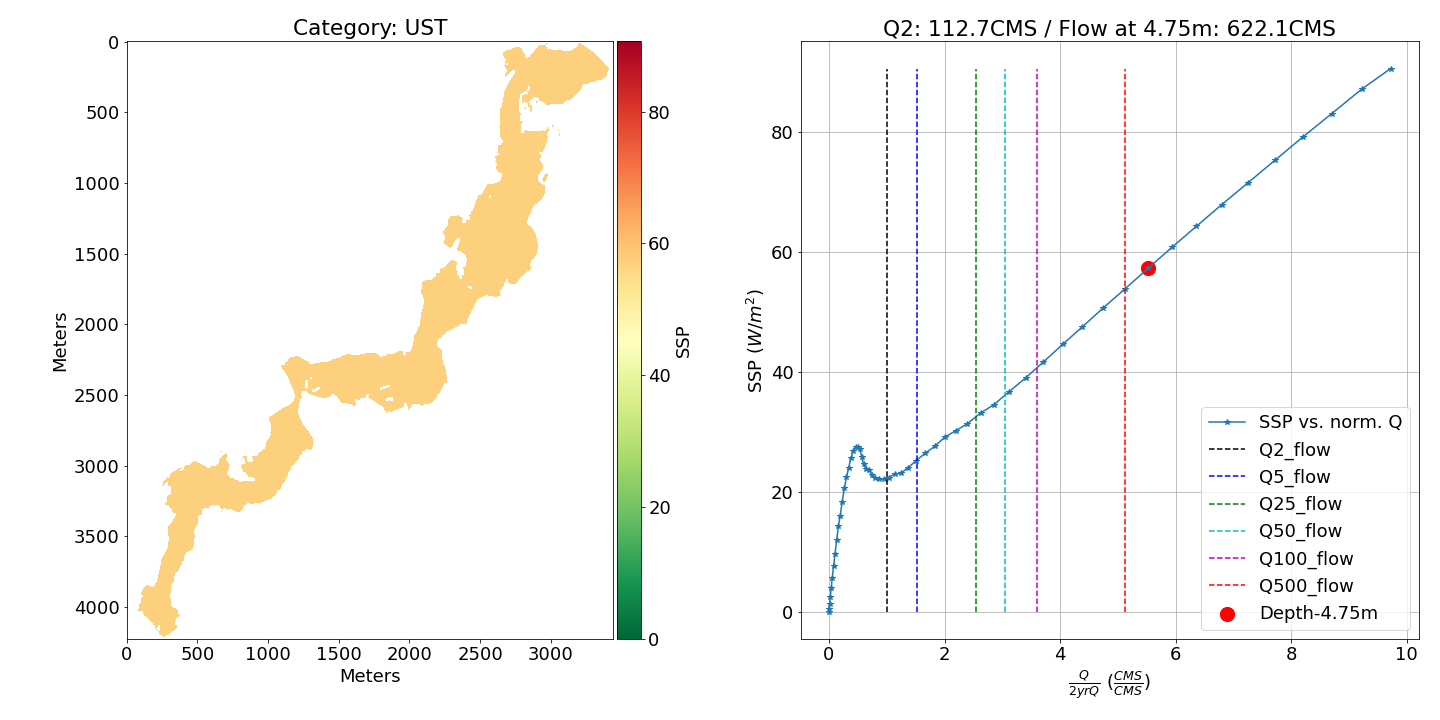 Category: UST
0
500
1000
1500
2000
2500
3000
3500
4000
Meters
0
500
1000
1500
2000
2500
3000
Meters
80
60
40
20
0
SSP
Q2: 112.7CMS / Flow at 4.75m: 622.1CMS
80
60
40
20
0
SSP (W/m²)
SSP vs. norm. Q
Q2_flow
Q5_flow
Q25_flow
Q50_flow
Q100_flow
Q500_flow
Depth-4.75m
0
2
4
6
8
10
Q/2yrQ (CMS/CMS)